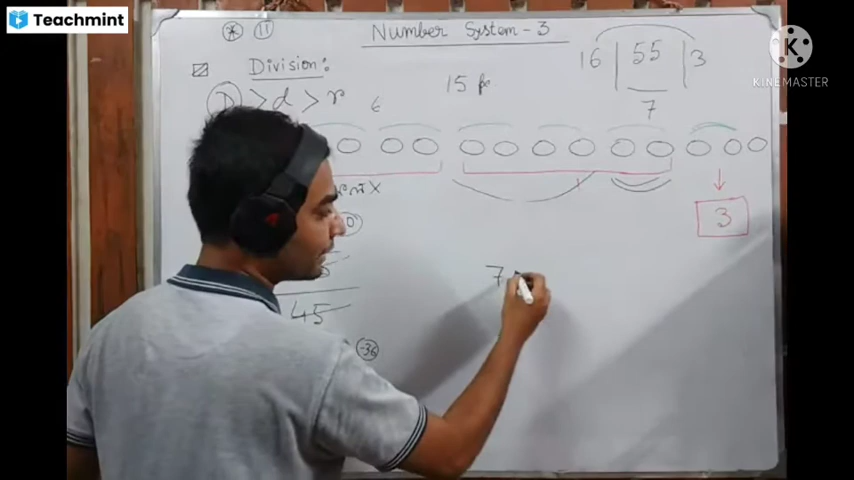 Teachmint
* 11 Number System - 3
K
KINEMASTER
Division :
16 | 55 | 3
7
D > d > r
15
3
45
-36
7